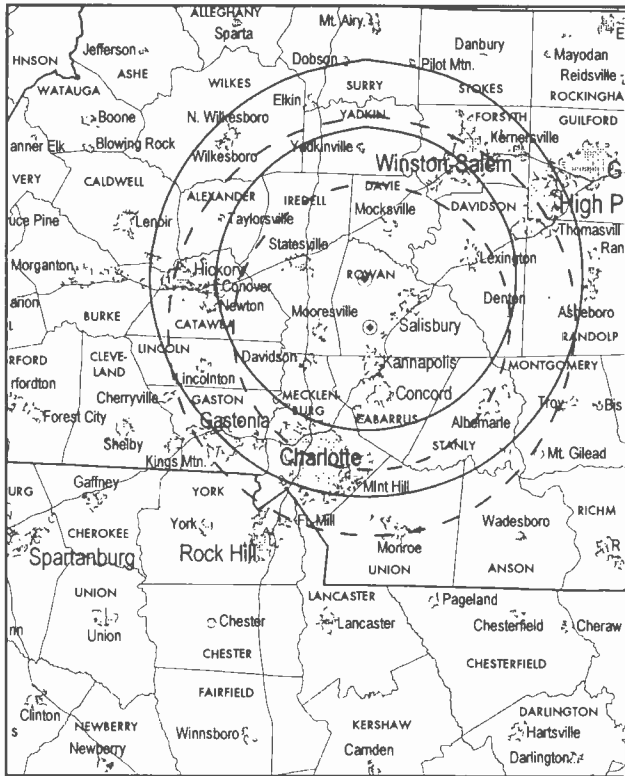 ALLEGHANY
Mt. Airy.
Sparta
Danbury
Jefferson
Mayodan
HNSON
ASHE
Dobson
Pilot Mtn.
Reidsville
WATAUGA
WILKES
SURRY
STOKES
ROCKINGHA
Elkin
Boone
N. Wilkesboro
YADKIN
FORSYTH
GUILFORD
Kernersville
anner Elk
Blowing Rock
Wilkesboro
Yadkinville
Winston-Salem
G
VERY
CALDWELL
ALEXANDER
IREDELL
DAVIE
DAVIDSON
High P
uce Pine
Lenoir
Taylorsville
Mocksville
Thomasvill
Statesville
Ran
Lexington
Morganton
Hickory
ROWAN
Conover
arion
Newton
Mooresville
Denton
Asheboro
BURKE
CATAWBA
Salisbury
RANDOLP
LINCOLN
RFORD
CLEVE-
LAND
Davidson
Kannapolis
MONTGOMERY
rfordton
Lincolnton
Cherryville
GASTON
MECKLEN
BURG
Concord
Troy
Bis
Forest City
Gastonia
CABARRUS
Albemarle
Shelby
STANLY
Kings Mtn.
Charlotte
Mt. Gilead
Gaffney
URG
YORK
Mint Hill
RICHM
CHEROKEE
York
Ft. Mill
Wadesboro
Spartanburg
Rock Hill
Monroe
R
UNION
ANSON
UNION
LANCASTER
Pageland
Union
Chester
Lancaster
Chesterfield
Cheraw
CHESTER
CHESTERFIELD
FAIRFIELD
Clinton
DARLINGTON
s
NEWBERRY
Winnsboro
KERSHAW
Hartsville
Newberry
Camden
Darlington